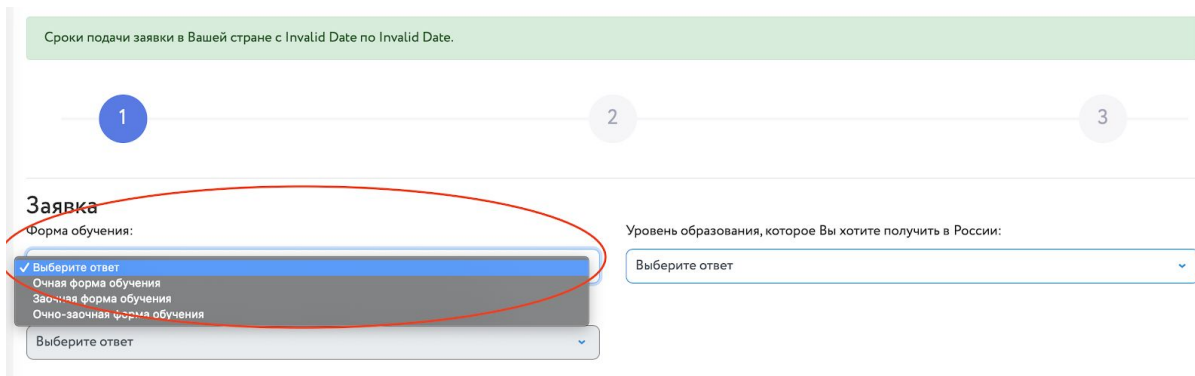 Сроки подачи заявки в Вашей стране с Invalid Date по Invalid Date.
1
2
3
Заявка
Форма обучения:
Уровень образования, которое Вы хотите получить в России:
✓ Выберите ответ
Очная форма обучения
Заочная форма обучения
Очно-заочная форма обучения
Выберите ответ
Выберите ответ